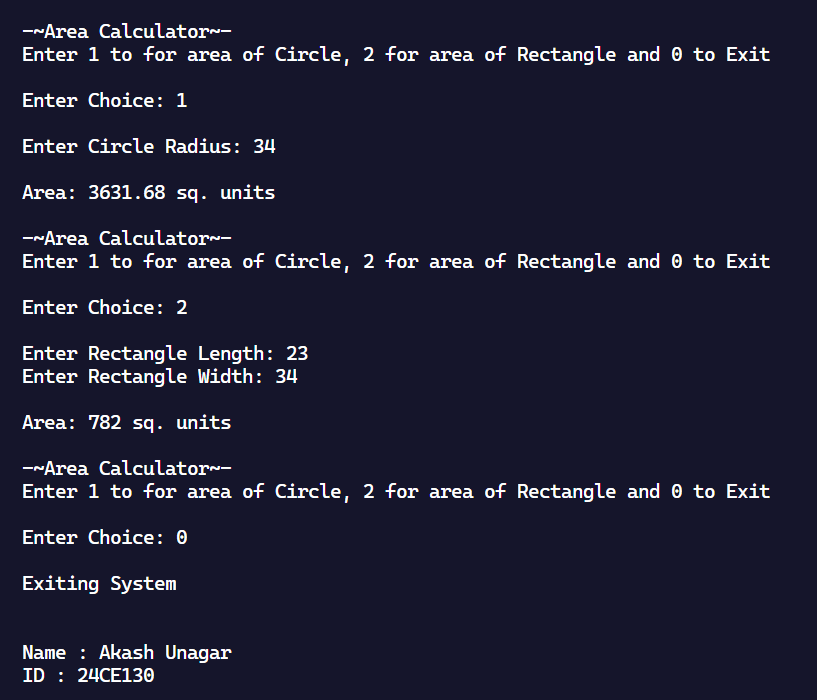 -~Area Calculator~-
Enter 1 to for area of Circle, 2 for area of Rectangle and 0 to Exit
Enter Choice: 1
Enter Circle Radius: 34
Area: 3631.68 sq. units
-~Area Calculator~-
Enter 1 to for area of Circle, 2 for area of Rectangle and 0 to Exit
Enter Choice: 2
Enter Rectangle Length: 23
Enter Rectangle Width: 34
Area: 782 sq. units
-~Area Calculator~-
Enter 1 to for area of Circle, 2 for area of Rectangle and 0 to Exit
Enter Choice: 0
Exiting System
Name : Akash Unagar
ID : 24CE130